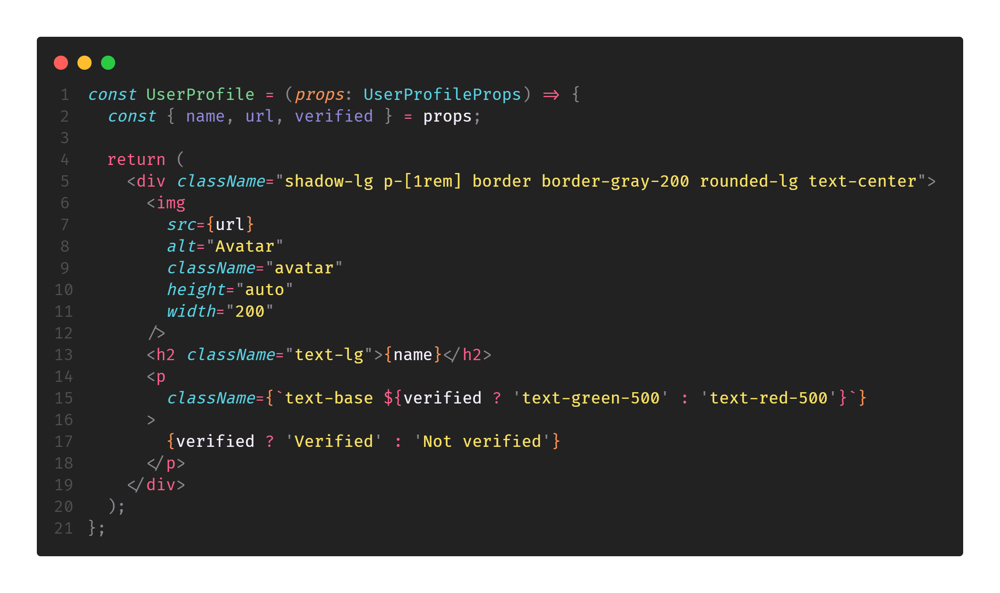 1 const UserProfile = (props: UserProfileProps) => {
2   const { name, url, verified } = props;
3
4   return (
5     <div className="shadow-lg p-[1rem] border border-gray-200 rounded-lg text-center">
6       <img
7         src={url}
8         alt="Avatar"
9         className="avatar"
10         height="auto"
11         width="200"
12       />
13       <h2 className="text-lg">{name}</h2>
14       <p
15         className={`text-base ${verified ? 'text-green-500' : 'text-red-500'}`}
16       >
17         {verified ? 'Verified' : 'Not verified'}
18       </p>
19     </div>
20   );
21 };